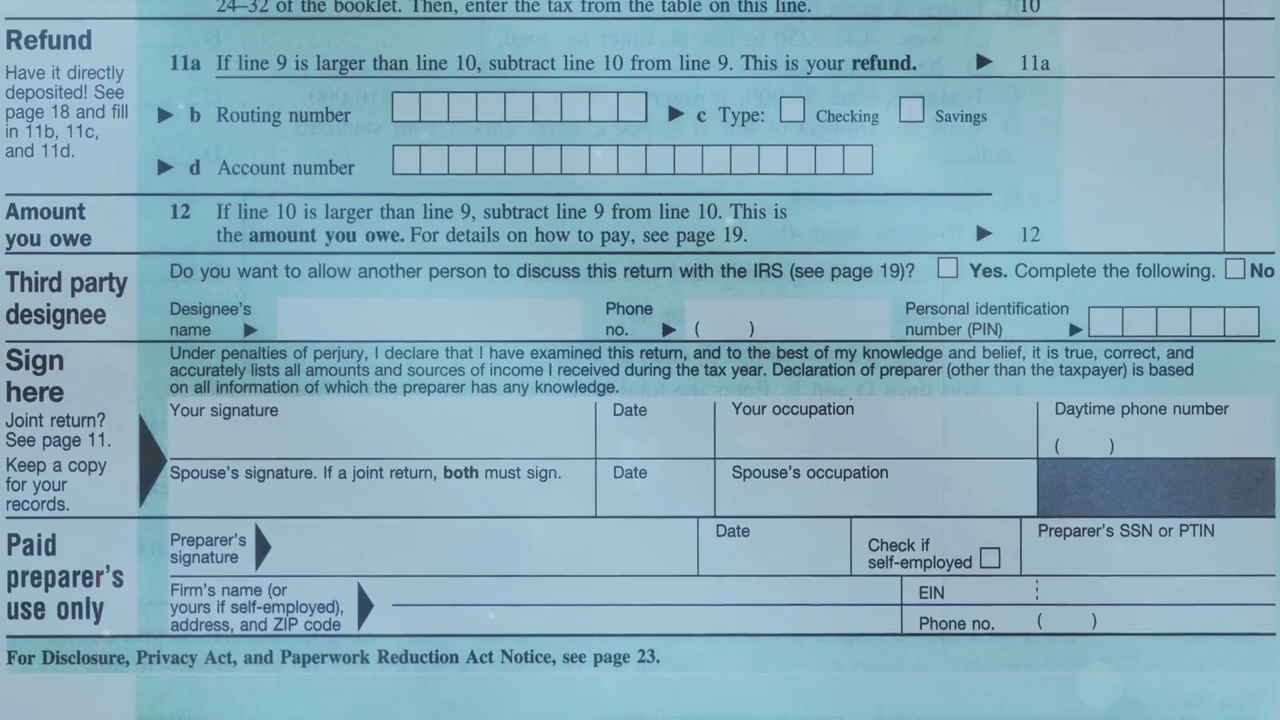 24–32 of the booklet. Then, enter the tax from the table on this line. 10
Refund
Have it directly
deposited! See
page 18 and fill
in 11b, 11c,
and 11d.
11a If line 9 is larger than line 10, subtract line 10 from line 9. This is your refund. ▶ 11a
▶ b Routing number ▶ c Type: Checking Savings
▶ d Account number
Amount
you owe
12 If line 10 is larger than line 9, subtract line 9 from line 10. This is
the amount you owe. For details on how to pay, see page 19. ▶ 12
Third party
designee
Do you want to allow another person to discuss this return with the IRS (see page 19)? Yes. Complete the following. No
Designee's
name ▶
Phone
no. ▶ ( )
Personal identification
number (PIN) ▶
Sign
here
Joint return?
See page 11.
Keep a copy
for your
records.
Under penalties of perjury, I declare that I have examined this return, and to the best of my knowledge and belief, it is true, correct, and
accurately lists all amounts and sources of income I received during the tax year. Declaration of preparer (other than the taxpayer) is based
on all information of which the preparer has any knowledge.
Your signature Date Your occupation Daytime phone number
( )
Spouse's signature. If a joint return, both must sign. Date Spouse's occupation
Paid
preparer's
use only
Preparer's
signature
Date
Check if
self-employed
Preparer's SSN or PTIN
Firm's name (or
yours if self-employed),
address, and ZIP code
EIN
Phone no. ( )
For Disclosure, Privacy Act, and Paperwork Reduction Act Notice, see page 23.